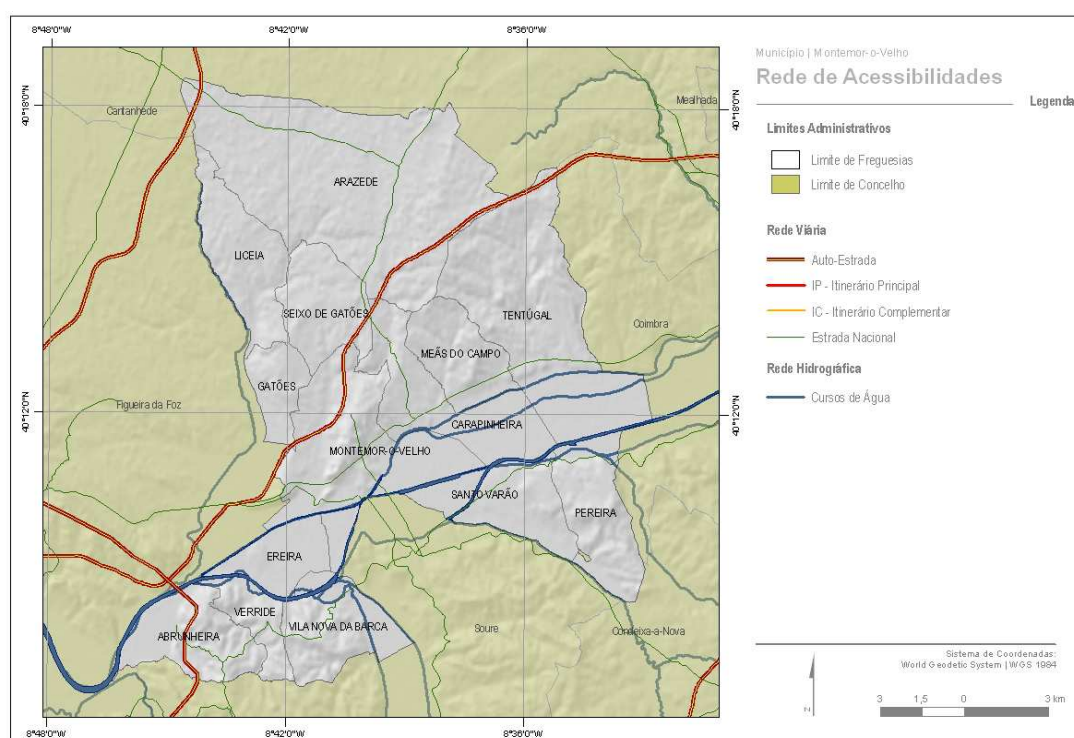 8°48'0"W 8°42'0"W 8°36'0"W
40°18'0"N
40°18'0"N
Cantanhede
Mealhada
ARAZEDE
LICEIA
SEIXO DE GATÕES
TENTÚGAL
Coimbra
MEÃS DO CAMPO
GATÕES
Figueira da Foz
40°12'0"N
40°12'0"N
CARAPINHEIRA
MONTEMOR-O-VELHO
SANTO VARÃO
PEREIRA
EREIRA
VERRIDE
VILA NOVA DA BARCA
ABRUNHEIRA
Soure
Condeixa-a-Nova
8°48'0"W 8°42'0"W 8°36'0"W
Município | Montemor-o-Velho
Rede de Acessibilidades
Legenda
Limites Administrativos
Limite de Freguesias
Limite de Concelho
Rede Viária
Auto-Estrada
IP - Itinerário Principal
IC - Itinerário Complementar
Estrada Nacional
Rede Hidrográfica
Cursos de Água
Sistema de Coordenadas:
World Geodetic System | WGS 1984
N
3 1,5 0 3 km